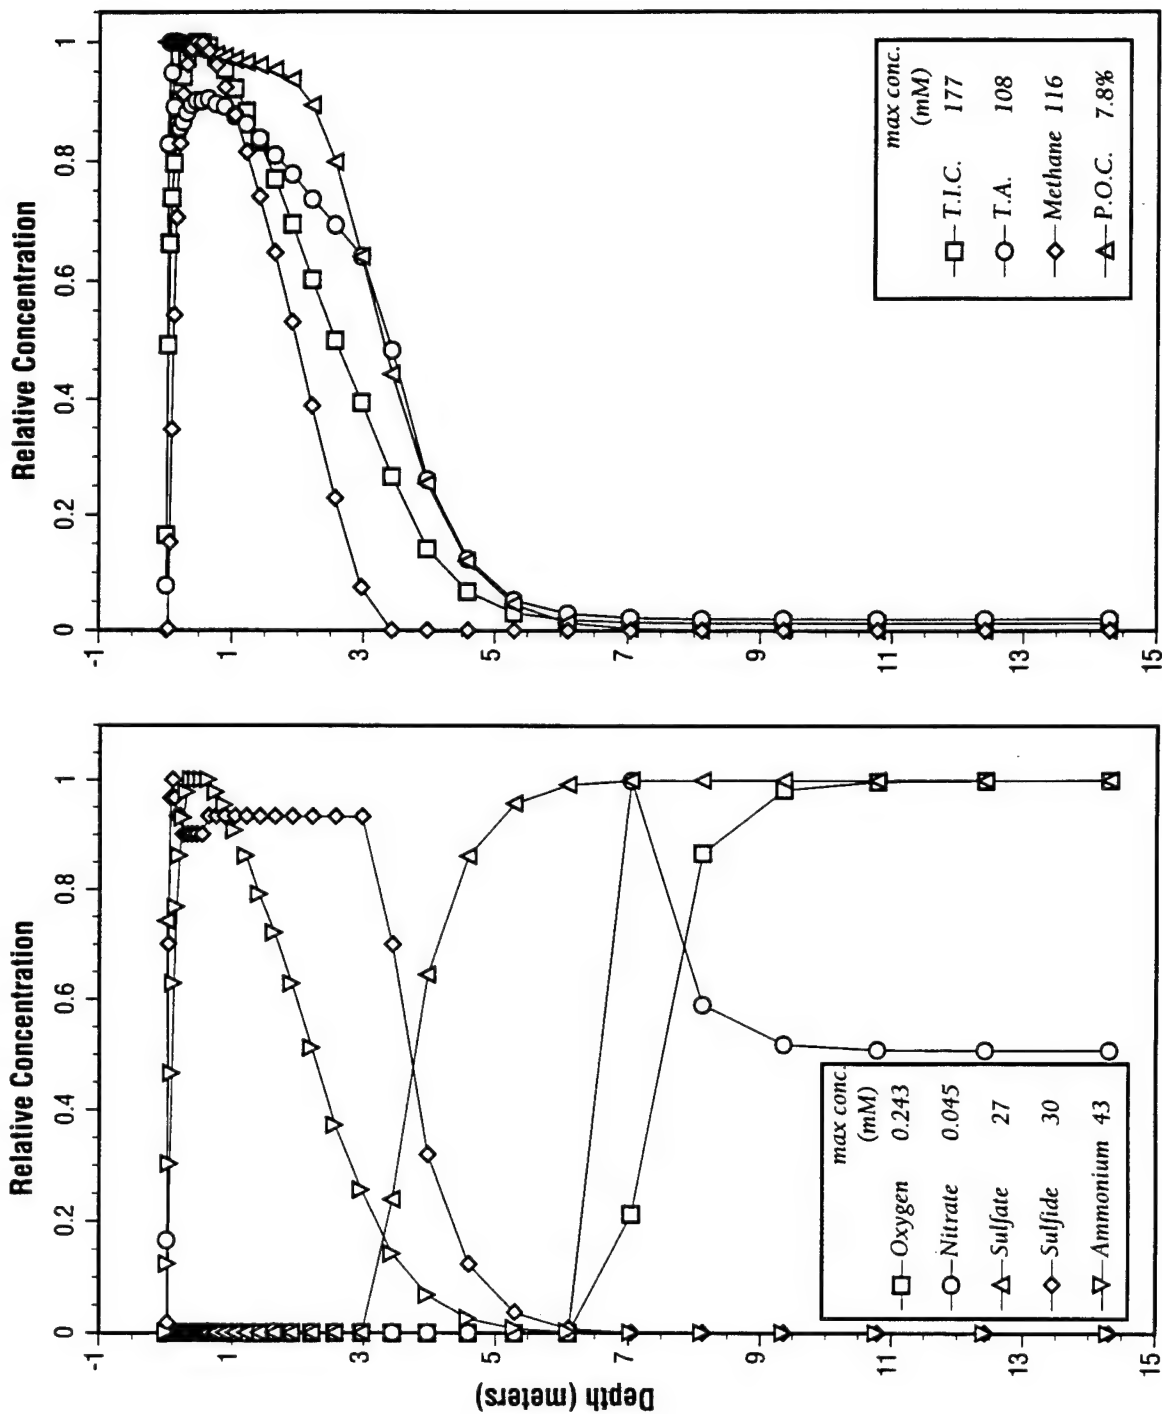 Relative Concentration
0
0.2
0.4
0.6
0.8
1
-1
1
3
5
7
9
11
13
15
Depth (meters)
max conc.
(mM)
Oxygen 0.243
Nitrate 0.045
Sulfate 27
Sulfide 30
Ammonium 43
Relative Concentration
0
0.2
0.4
0.6
0.8
1
-1
1
3
5
7
9
11
13
15
max conc.
(mM)
T.I.C. 177
T.A. 108
Methane 116
P.O.C. 7.8%